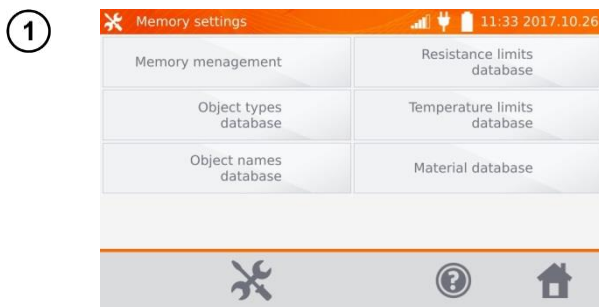 1
Memory settings
11:33 2017.10.26
Memory menagement
Resistance limits
database
Object types
database
Temperature limits
database
Object names
database
Material database
?